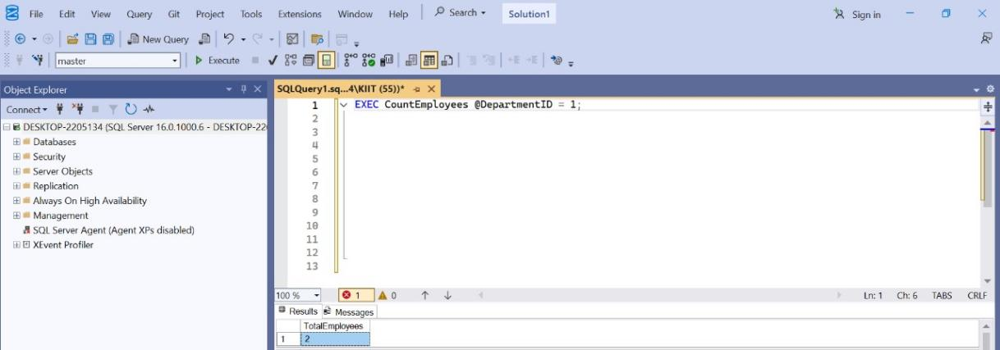 File Edit View Query Git Project Tools Extensions Window Help Search Solution1 Sign in
New Query
master Execute
Object Explorer
Connect
DESKTOP-2205134 (SQL Server 16.0.1000.6 - DESKTOP-220
Databases
Security
Server Objects
Replication
Always On High Availability
Management
SQL Server Agent (Agent XPs disabled)
XEvent Profiler
SQLQuery1.sq...4\KIIT (55))*
1 EXEC CountEmployees @DepartmentID = 1;
2
3
4
5
6
7
8
9
10
11
12
13
100 % 1 0 Ln: 1 Ch: 6 TABS CRLF
Results Messages
TotalEmployees
1 2